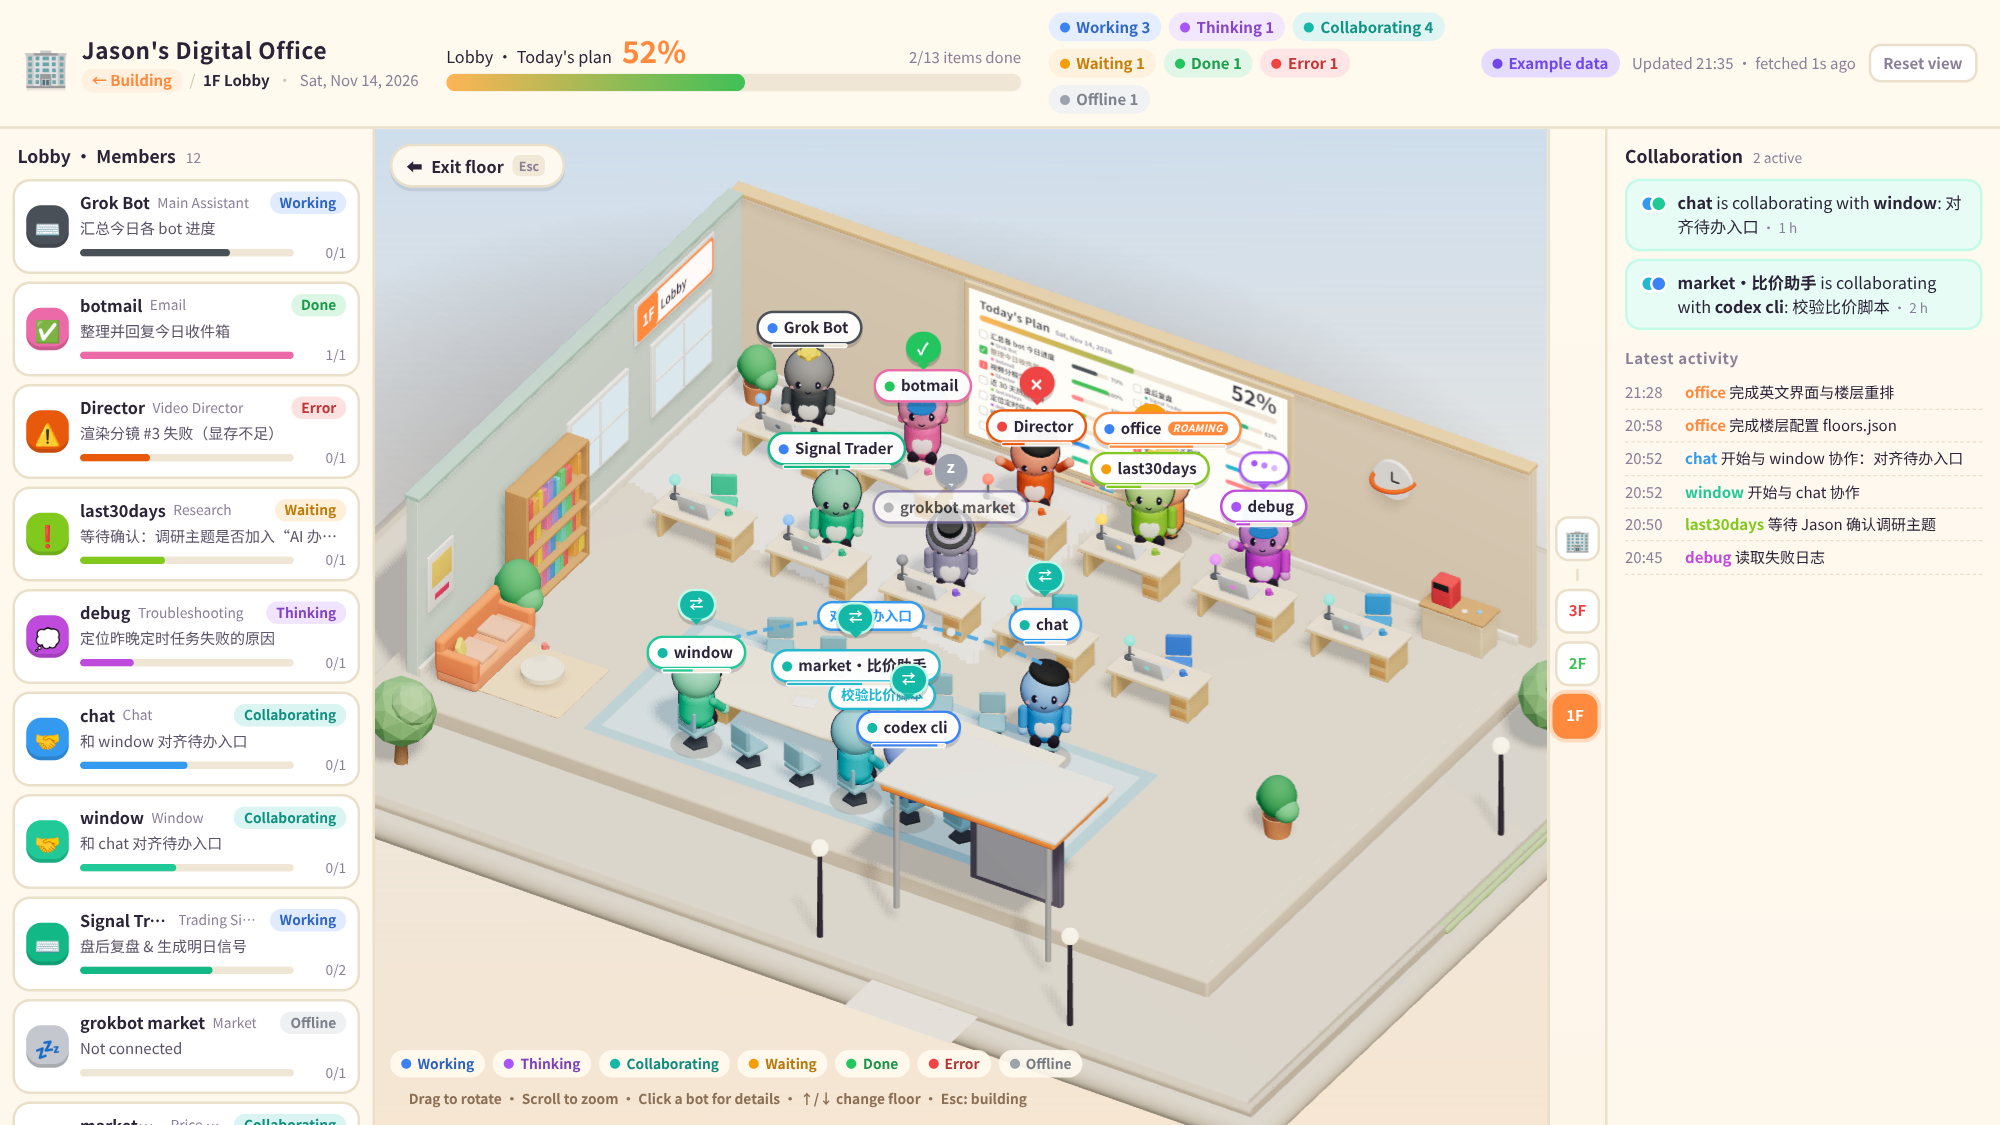 Jason's Digital Office
← Building / 1F Lobby · Sat, Nov 14, 2026
Lobby · Today's plan 52%
2/13 items done
Working 3
Thinking 1
Collaborating 4
Waiting 1
Done 1
Error 1
Offline 1
Example data
Updated 21:35 · fetched 1s ago
Reset view
Lobby · Members 12
Grok Bot Main Assistant Working
汇总今日各 bot 进度
0/1
botmail Email Done
整理并回复今日收件箱
1/1
Director Video Director Error
渲染分镜 #3 失败（显存不足）
0/1
last30days Research Waiting
等待确认：调研主题是否加入“AI 办…
0/1
debug Troubleshooting Thinking
定位昨晚定时任务失败的原因
0/1
chat Chat Collaborating
和 window 对齐待办入口
0/1
window Window Collaborating
和 chat 对齐待办入口
0/1
Signal Tr… Trading Si… Working
盘后复盘 & 生成明日信号
0/2
grokbot market Market Offline
Not connected
0/1
market… Price … Collaborating
Exit floor Esc
1F Lobby
Today's Plan Sat, Nov 14, 2026
52%
Grok Bot
botmail
Director
office ROAMING
Signal Trader
last30days
z
grokbot market
debug
办入口
chat
window
market · 比价助手
校验比价
codex cli
Working
Thinking
Collaborating
Waiting
Done
Error
Offline
Drag to rotate · Scroll to zoom · Click a bot for details · ↑/↓ change floor · Esc: building
3F
2F
1F
Collaboration 2 active
chat is collaborating with window: 对
齐待办入口 · 1 h
market · 比价助手 is collaborating
with codex cli: 校验比价脚本 · 2 h
Latest activity
21:28 office 完成英文界面与楼层重排
20:58 office 完成楼层配置 floors.json
20:52 chat 开始与 window 协作：对齐待办入口
20:52 window 开始与 chat 协作
20:50 last30days 等待 Jason 确认调研主题
20:45 debug 读取失败日志